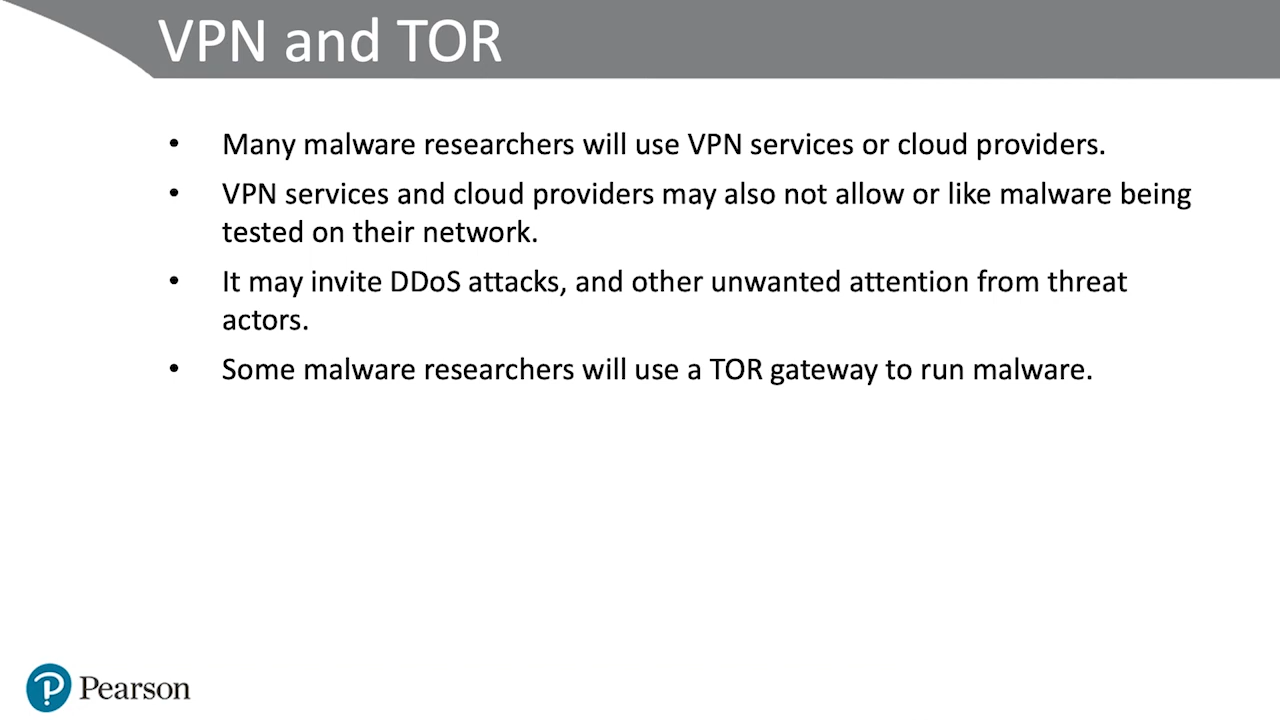 VPN and TOR
• Many malware researchers will use VPN services or cloud providers.
• VPN services and cloud providers may also not allow or like malware being
tested on their network.
• It may invite DDoS attacks, and other unwanted attention from threat
actors.
• Some malware researchers will use a TOR gateway to run malware.
Pearson